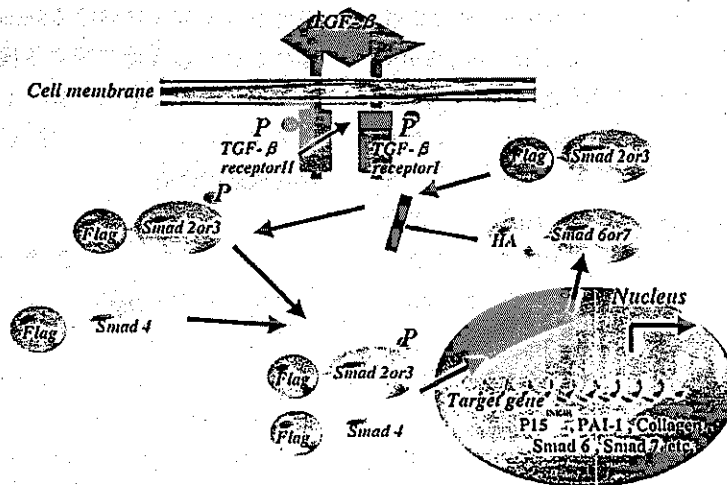 TGF-β
Cell membrane
P
P
TGF-β
receptorII
TGF-β
receptorI
Flag
Smad 2or3
P
Flag
Smad 2or3
HA
Smad 6or7
Nucleus
Flag
Smad 4
P
Flag
Smad 2or3
Target gene
Flag
Smad 4
P15 , PAI-1, Collagen,
Smad 6, Smad 7, etc.